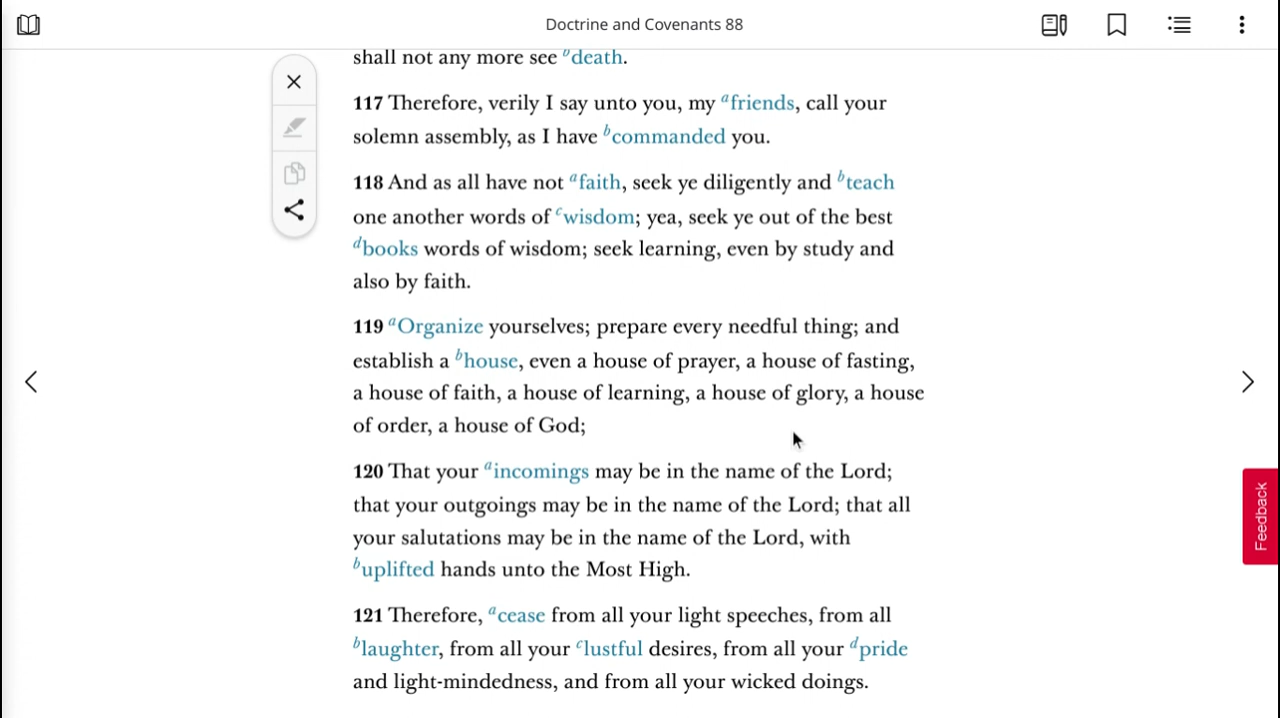 Doctrine and Covenants 88
shall not any more see bdeath.
117 Therefore, verily I say unto you, my afriends, call your
solemn assembly, as I have bcommanded you.
118 And as all have not afaith, seek ye diligently and bteach
one another words of cwisdom; yea, seek ye out of the best
dbooks words of wisdom; seek learning, even by study and
also by faith.
119 aOrganize yourselves; prepare every needful thing; and
establish a bhouse, even a house of prayer, a house of fasting,
a house of faith, a house of learning, a house of glory, a house
of order, a house of God;
120 That your aincomings may be in the name of the Lord;
that your outgoings may be in the name of the Lord; that all
your salutations may be in the name of the Lord, with
buplifted hands unto the Most High.
121 Therefore, acease from all your light speeches, from all
blaughter, from all your clustful desires, from all your dpride
and light-mindedness, and from all your wicked doings.
Feedback